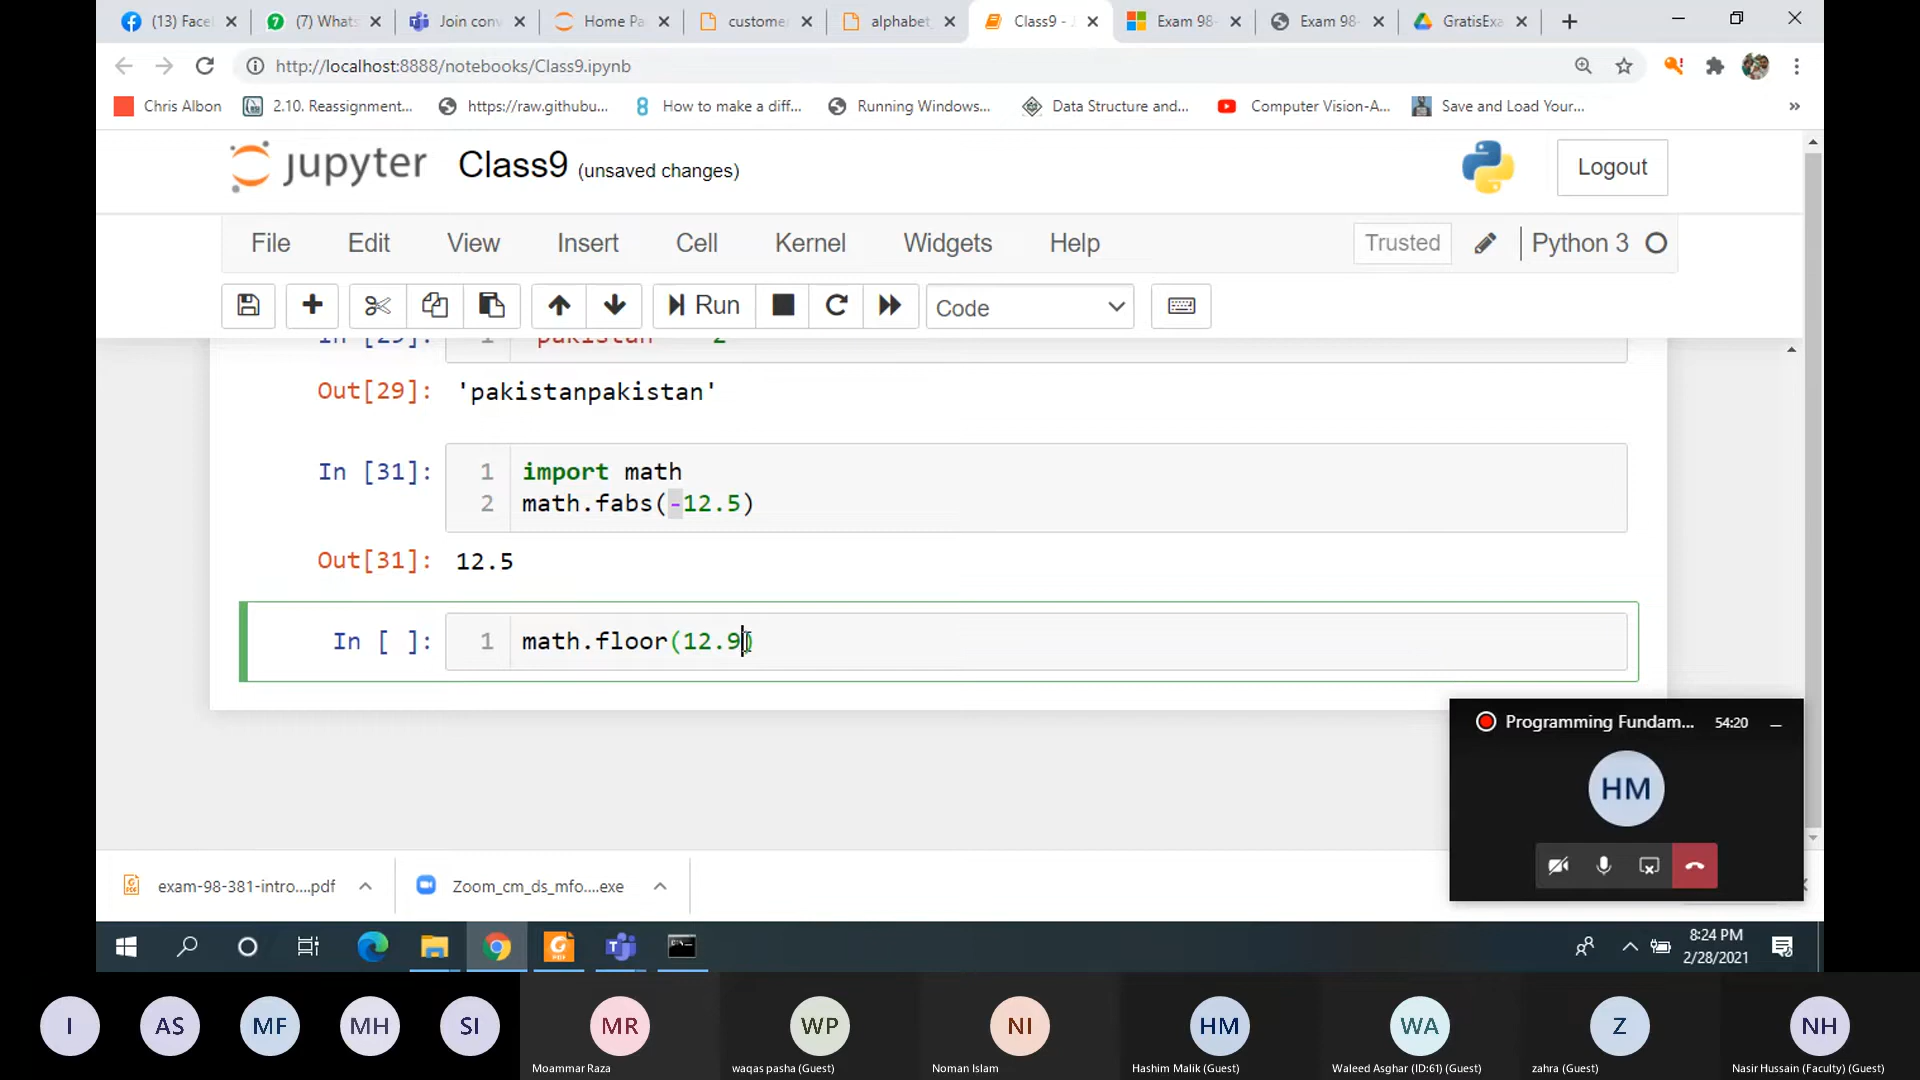 (13) Face
(7) Whats
Join con
Home Pa
custome
alphabet
Class9 - J
Exam 98-
Exam 98-
GratisExa
http://localhost:8888/notebooks/Class9.ipynb
Chris Albon
2.10. Reassignment...
https://raw.githubu...
How to make a diff...
Running Windows...
Data Structure and...
Computer Vision-A...
Save and Load Your...
»
jupyter Class9 (unsaved changes)
Logout
File Edit View Insert Cell Kernel Widgets Help
Trusted
Python 3
Run
Code
In [29]: 1 'pakistan' * 2
Out[29]: 'pakistanpakistan'
In [31]: 1 import math
2 math.fabs(-12.5)
Out[31]: 12.5
In [ ]: 1 math.floor(12.9)
Programming Fundam... 54:20
HM
exam-98-381-intro....pdf
Zoom_cm_ds_mfo....exe
8:24 PM
2/28/2021
I AS MF MH SI MR WP NI HM WA Z NH
Moammar Raza
waqas pasha (Guest)
Noman Islam
Hashim Malik (Guest)
Waleed Asghar (ID:61) (Guest)
zahra (Guest)
Nasir Hussain (Faculty) (Guest)